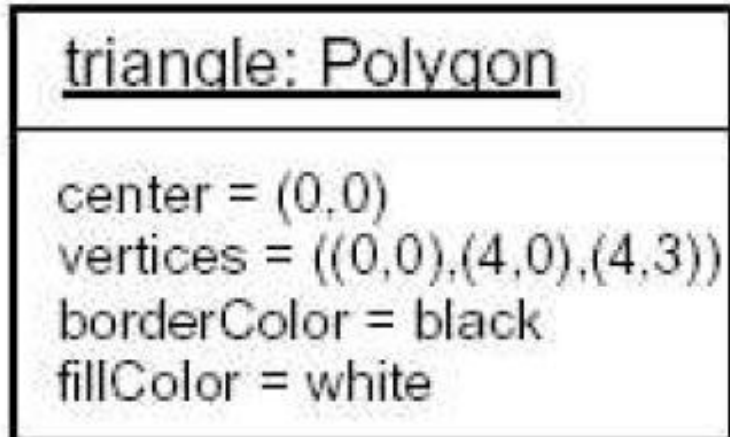 triangle: Polygon
center = (0,0)
vertices = ((0,0),(4,0),(4,3))
borderColor = black
fillColor = white